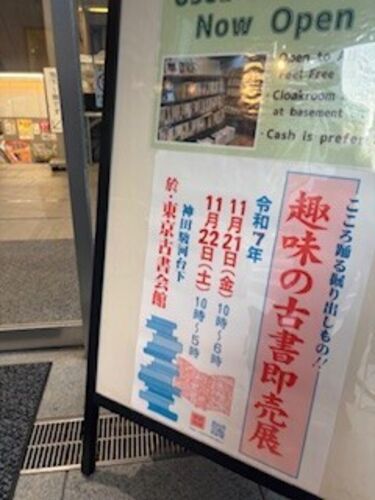 Now Open
Open to A
Feel Free
・Cloakroom
at basement
・Cash is prefer
こころ踊る掘り出しもの!!
趣味の古書即売展
令和7年
11月21日(金)10時～6時
11月22日(土)10時～5時
神田駿河台下
於・東京古書会館